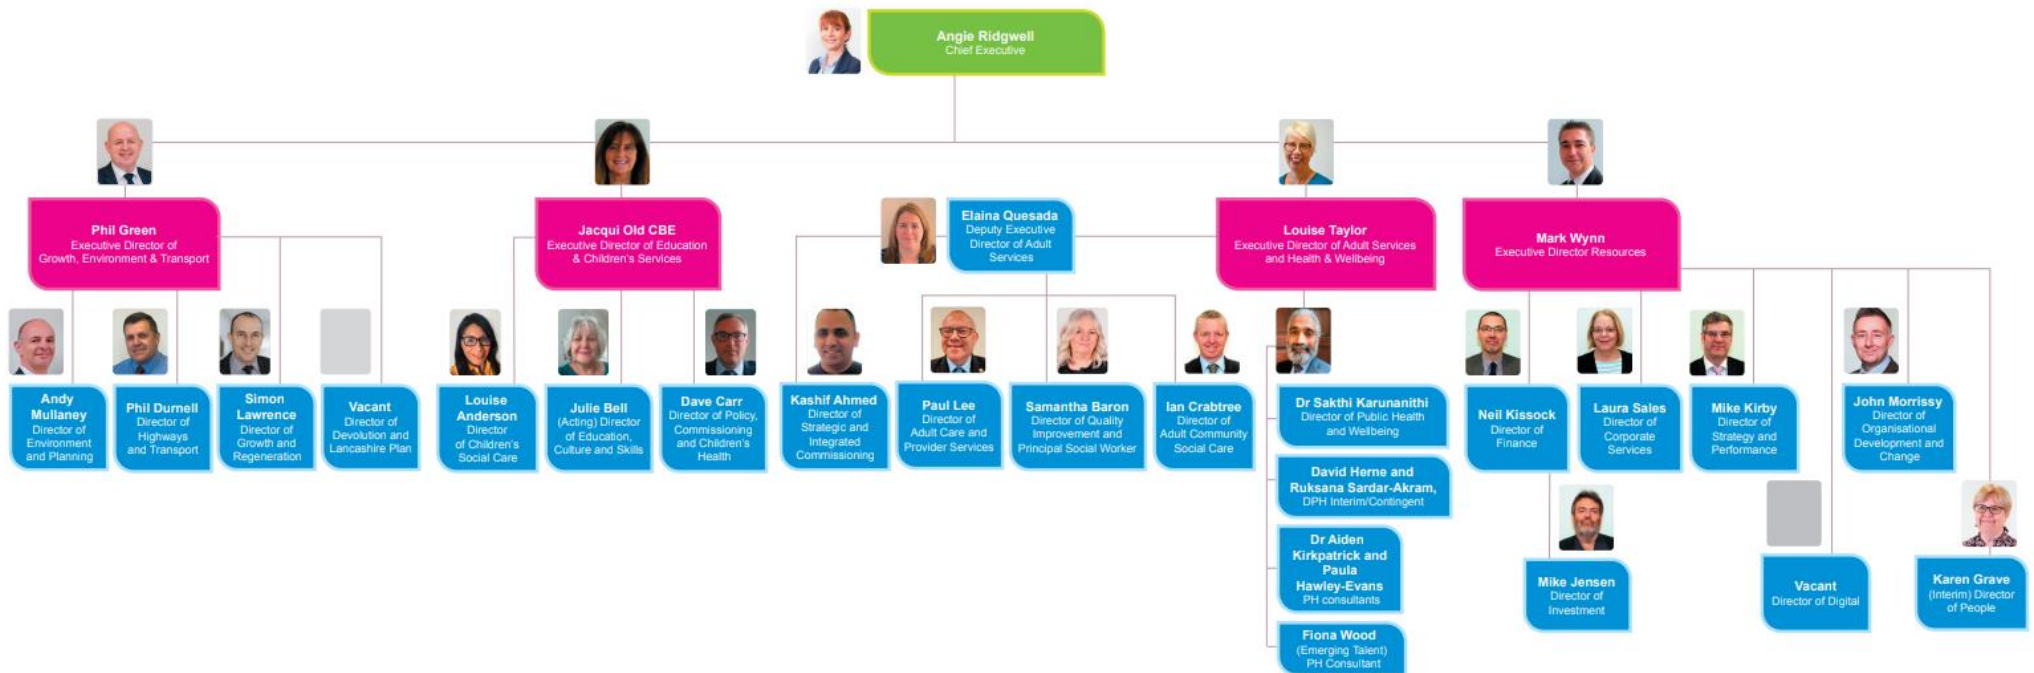 Angie Ridgwell
Chief Executive
Phil Green
Executive Director of
Growth, Environment & Transport
Jacqui Old CBE
Executive Director of Education
& Children's Services
Elaina Quesada
Deputy Executive
Director of Adult
Services
Louise Taylor
Executive Director of Adult Services
and Health & Wellbeing
Mark Wynn
Executive Director Resources
Andy
Mullaney
Director of
Environment
and Planning
Phil Durnell
Director of
Highways
and Transport
Simon
Lawrence
Director of
Growth and
Regeneration
Vacant
Director of
Devolution and
Lancashire Plan
Louise
Anderson
Director
of Children's
Social Care
Julie Bell
(Acting) Director
of Education,
Culture and Skills
Dave Carr
Director of Policy,
Commissioning
and Children's
Health
Kashif Ahmed
Director of
Strategic and
Integrated
Commissioning
Paul Lee
Director of
Adult Care and
Provider Services
Samantha Baron
Director of Quality
Improvement and
Principal Social Worker
Ian Crabtree
Director of
Adult Community
Social Care
Dr Sakthi Karunanithi
Director of Public Health
and Wellbeing
David Herne and
Ruksana Sardar-Akram,
DPH Interim/Contingent
Dr Aiden
Kirkpatrick and
Paula
Hawley-Evans
PH consultants
Fiona Wood
(Emerging Talent)
PH Consultant
Neil Kissock
Director of
Finance
Laura Sales
Director of
Corporate
Services
Mike Kirby
Director of
Strategy and
Performance
John Morrissy
Director of
Organisational
Development and
Change
Mike Jensen
Director of
Investment
Vacant
Director of Digital
Karen Grave
(Interim) Director
of People